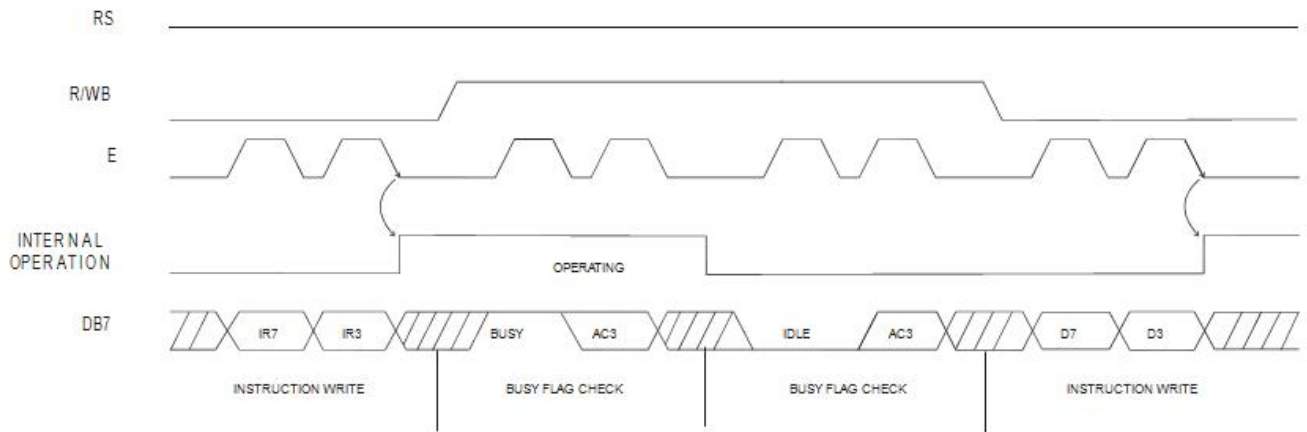 RS
R/WB
E
INTERNAL
OPERATION
OPERATING
DB7
IR7
IR3
BUSY
AC3
IDLE
AC3
D7
D3
INSTRUCTION WRITE
BUSY FLAG CHECK
BUSY FLAG CHECK
INSTRUCTION WRITE